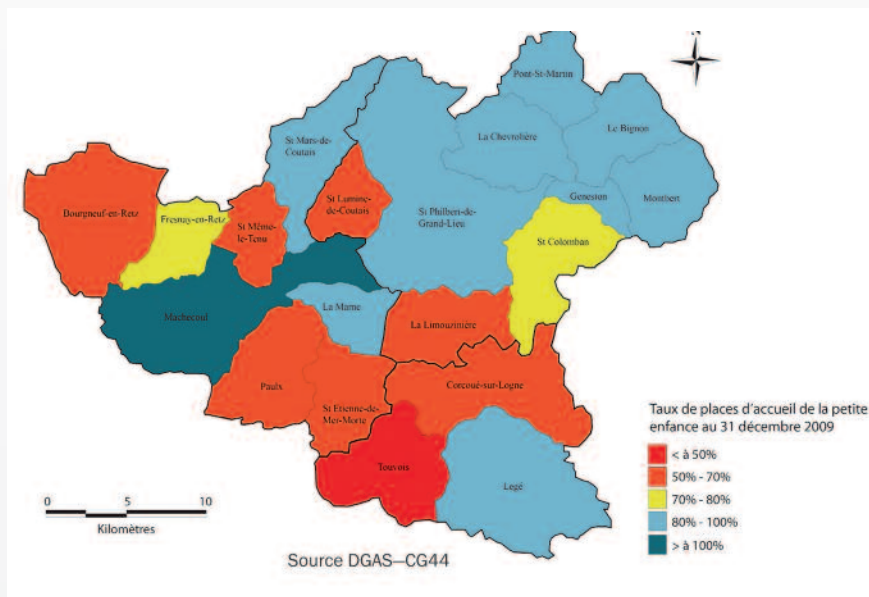 Pont-St-Martin
Le Bignon
La Chevrolière
St Mars-de-
Coutais
Montbert
Geneston
St Lumine-
de-Coutais
Bourgneuf-en-Retz
Fresnay-en-Retz
St Même-
le-Tenu
St Philbert-de-
Grand-Lieu
St Colomban
La Marne
Machecoul
La Limouzinière
Paulx
Corcoué-sur-Logne
St Etienne-de-
Mer-Morte
Touvois
Legé
Taux de places d'accueil de la petite
enfance au 31 décembre 2009
< à 50%
50% - 70%
70% - 80%
80% - 100%
> à 100%
0 5 10
Kilomètres
Source DGAS—CG44